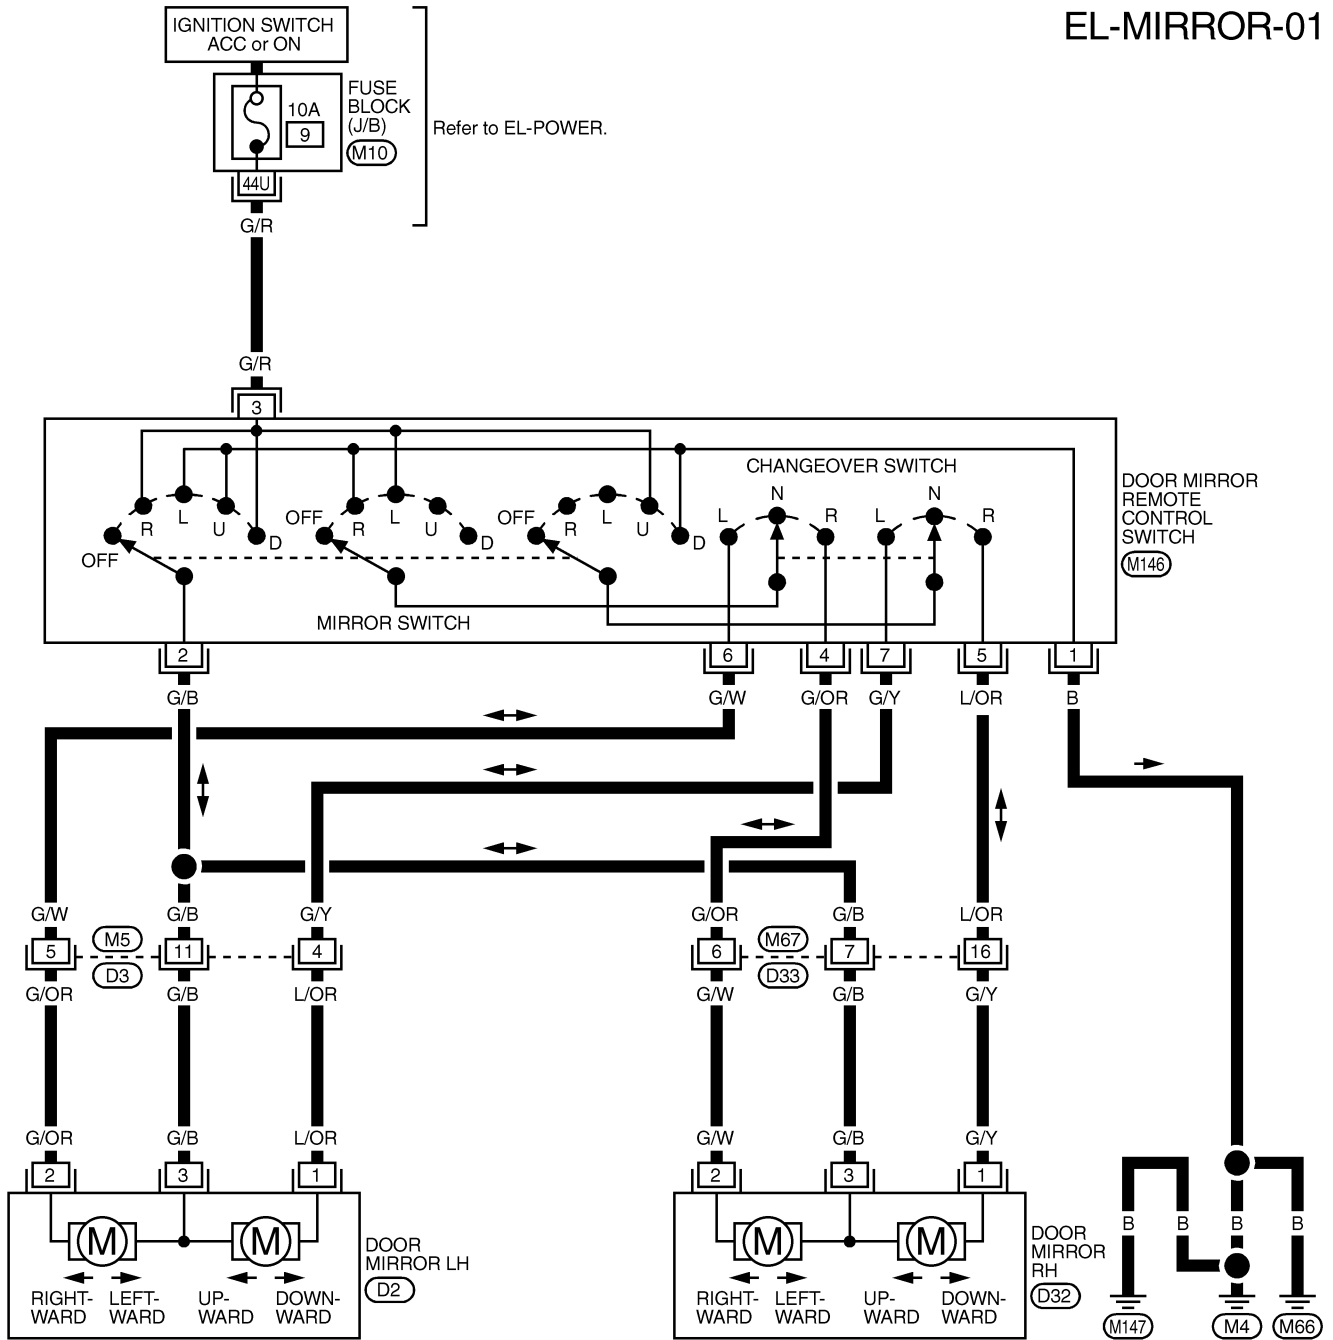 EL-MIRROR-01
IGNITION SWITCH
ACC or ON
10A
9
FUSE
BLOCK
(J/B)
M10
Refer to EL-POWER.
44U
G/R
G/R
3
CHANGEOVER SWITCH
OFF R L U D
OFF R L U D
OFF R L U D
L N R
L N R
MIRROR SWITCH
DOOR MIRROR
REMOTE
CONTROL
SWITCH
M146
2 6 4 7 5 1
G/B G/W G/OR G/Y L/OR B
G/W G/B G/Y G/OR G/B L/OR
5 M5 11 4 6 M67 7 16
D3 D33
G/OR G/B L/OR G/W G/B G/Y
G/OR G/B L/OR G/W G/B G/Y
2 3 1 2 3 1
B B B B
M M M M
DOOR
MIRROR LH
D2
DOOR
MIRROR
RH
D32
RIGHT- LEFT- UP- DOWN-
WARD WARD WARD WARD
RIGHT- LEFT- UP- DOWN-
WARD WARD WARD WARD
M147 M4 M66